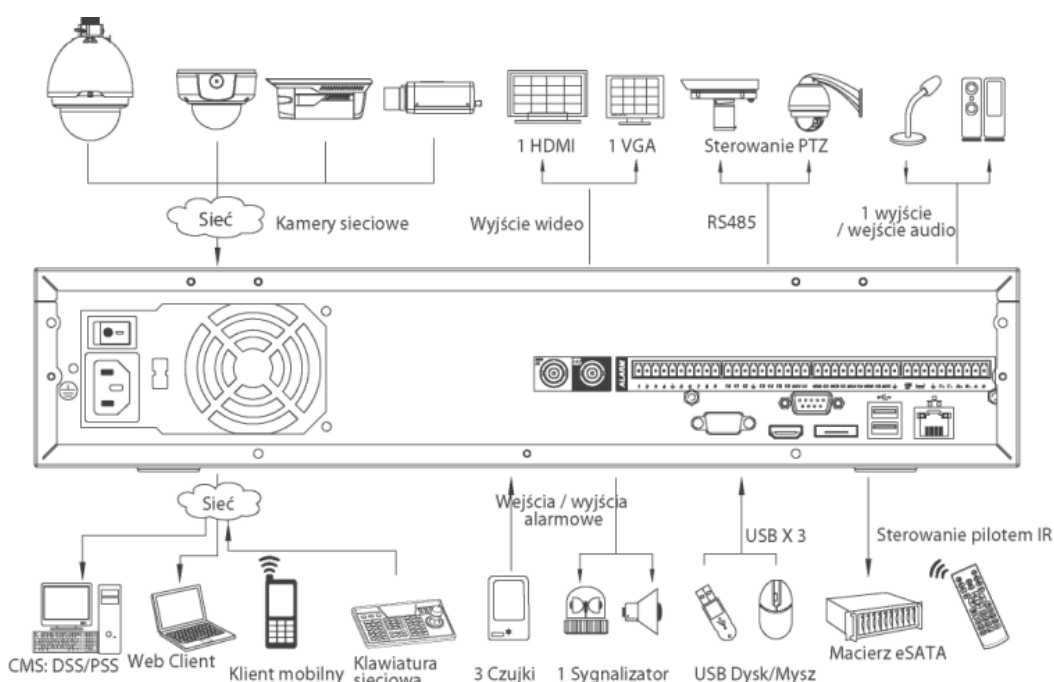 1 HDMI
1 VGA
Sterowanie PTZ
Sieć
Kamery sieciowe
Wyjście wideo
RS485
1 wyjście
/ wejście audio
ALARM
Sieć
Wejścia / wyjścia
alarmowe
USB X 3
Sterowanie pilotem IR
CMS: DSS/PSS
Web Client
Klient mobilny
Klawiatura
sieciowa
3 Czujki
1 Sygnalizator
USB Dysk/Mysz
Macierz eSATA